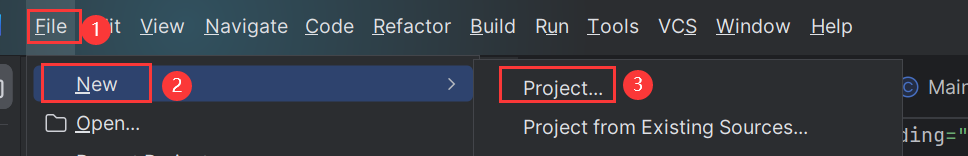 File 1 it View Navigate Code Refactor Build Run Tools VCS Window Help
New 2
Project... 3
Main
Open...
Project from Existing Sources...
ding="